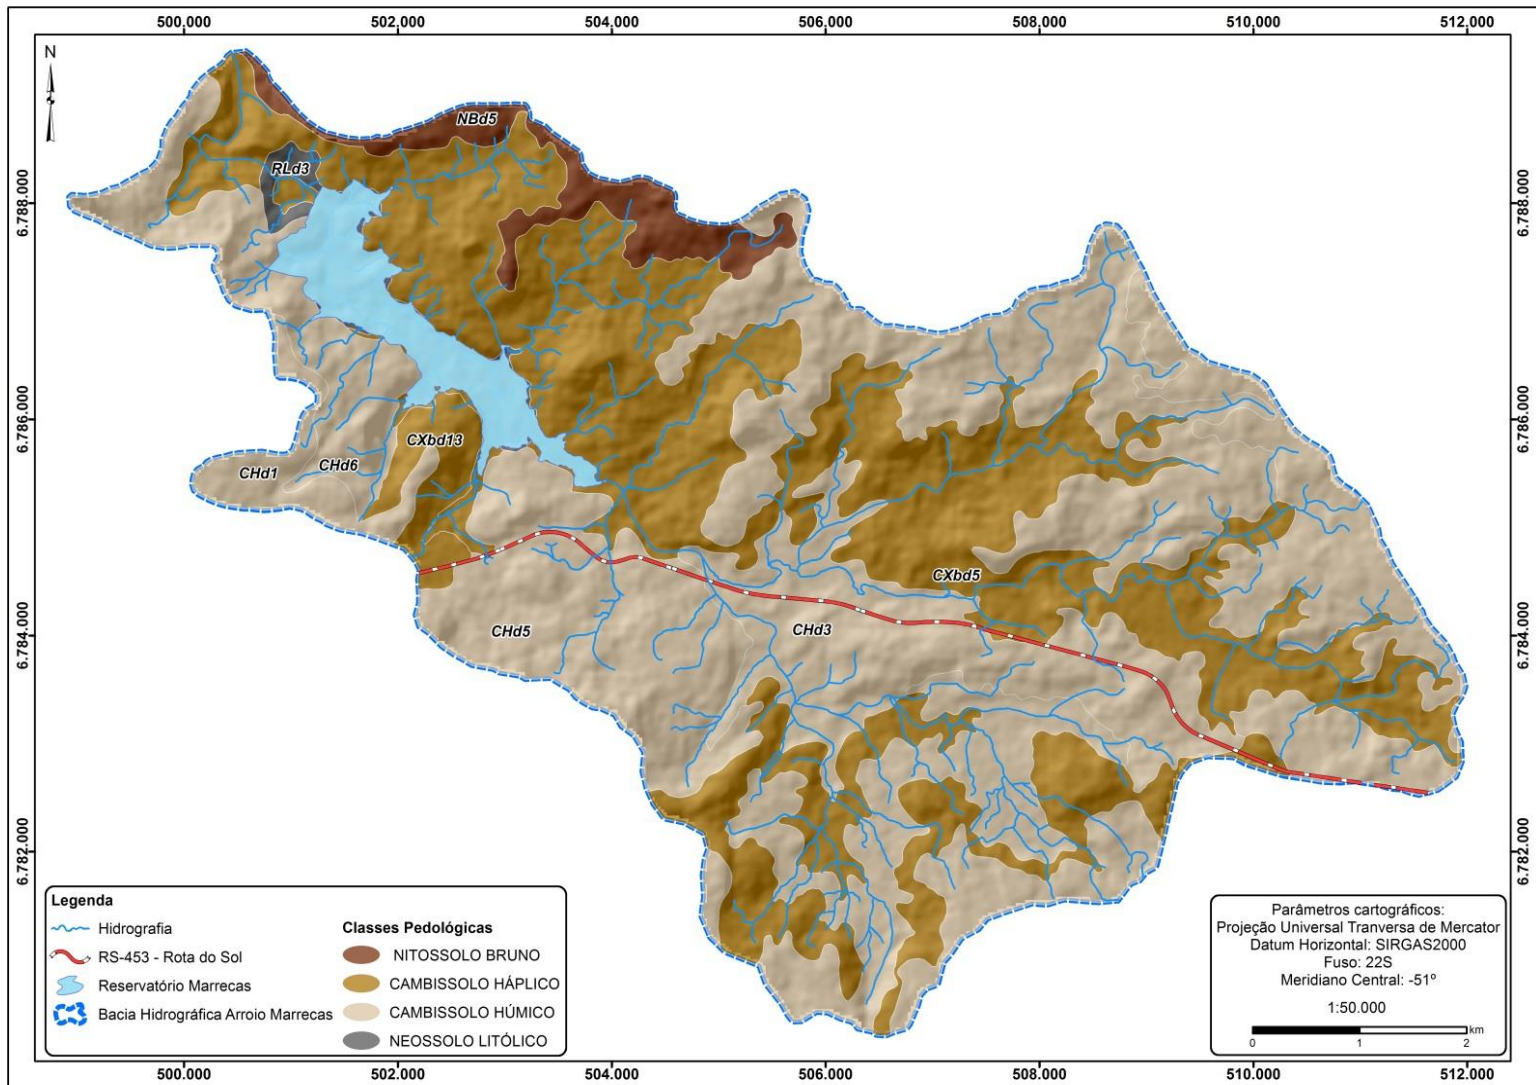 500.000 502.000 504.000 506.000 508.000 510.000 512.000
N
NBd5
RLd3
6.788.000 6.788.000
6.786.000 6.786.000
CXbd13
CHd1 CHd6
CXbd5
6.784.000 6.784.000
CHd5 CHd3
6.782.000 6.782.000
Legenda
Hidrografia
RS-453 - Rota do Sol
Reservatório Marrecas
Bacia Hidrográfica Arroio Marrecas
Classes Pedológicas
NITOSSOLO BRUNO
CAMBISSOLO HÁPLICO
CAMBISSOLO HÚMICO
NEOSSOLO LITÓLICO
Parâmetros cartográficos:
Projeção Universal Tranversa de Mercator
Datum Horizontal: SIRGAS2000
Fuso: 22S
Meridiano Central: -51º
1:50.000
km
0 1 2
500.000 502.000 504.000 506.000 508.000 510.000 512.000